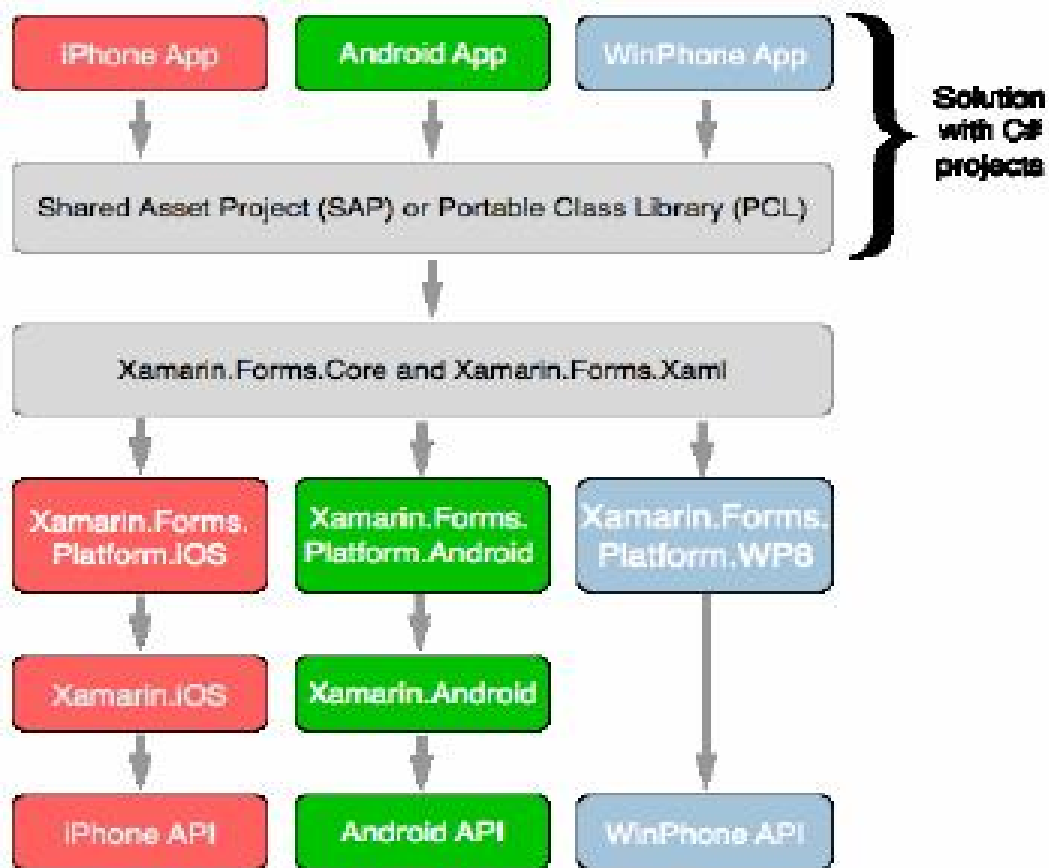 iPhone App
Android App
WinPhone App
Solution
with C#
projects
Shared Asset Project (SAP) or Portable Class Library (PCL)
Xamarin.Forms.Core and Xamarin.Forms.Xaml
Xamarin.Forms.
Platform.iOS
Xamarin.Forms.
Platform.Android
Xamarin.Forms.
Platform.WP8
Xamarin.iOS
Xamarin.Android
iPhone API
Android API
WinPhone API